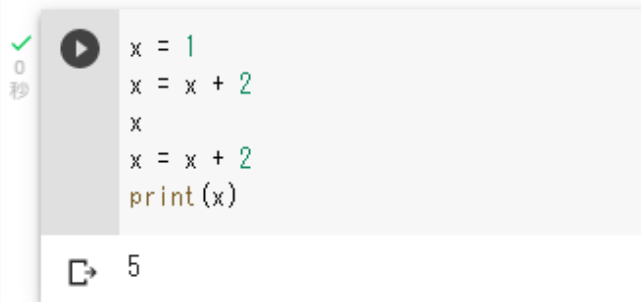 x = 1
0
秒
x = x + 2
x
x = x + 2
print(x)
5